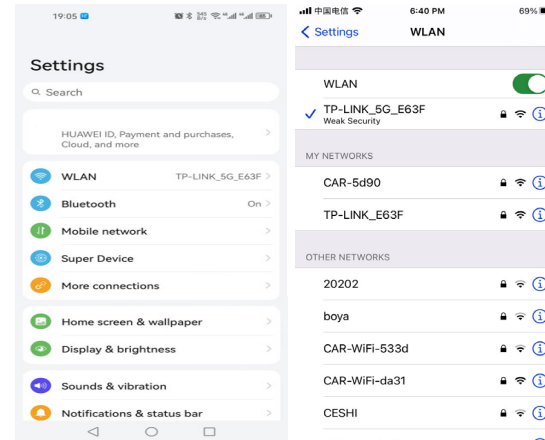 19:05
Settings
Search
HUAWEI ID, Payment and purchases,
Cloud, and more
WLAN TP-LINK_5G_E63F
Bluetooth On
Mobile network
Super Device
More connections
Home screen & wallpaper
Display & brightness
Sounds & vibration
Notifications & status bar
中国电信 6:40 PM 69%
Settings WLAN
WLAN
TP-LINK_5G_E63F
Weak Security
MY NETWORKS
CAR-5d90
TP-LINK_E63F
OTHER NETWORKS
20202
boya
CAR-WiFi-533d
CAR-WiFi-da31
CESHI